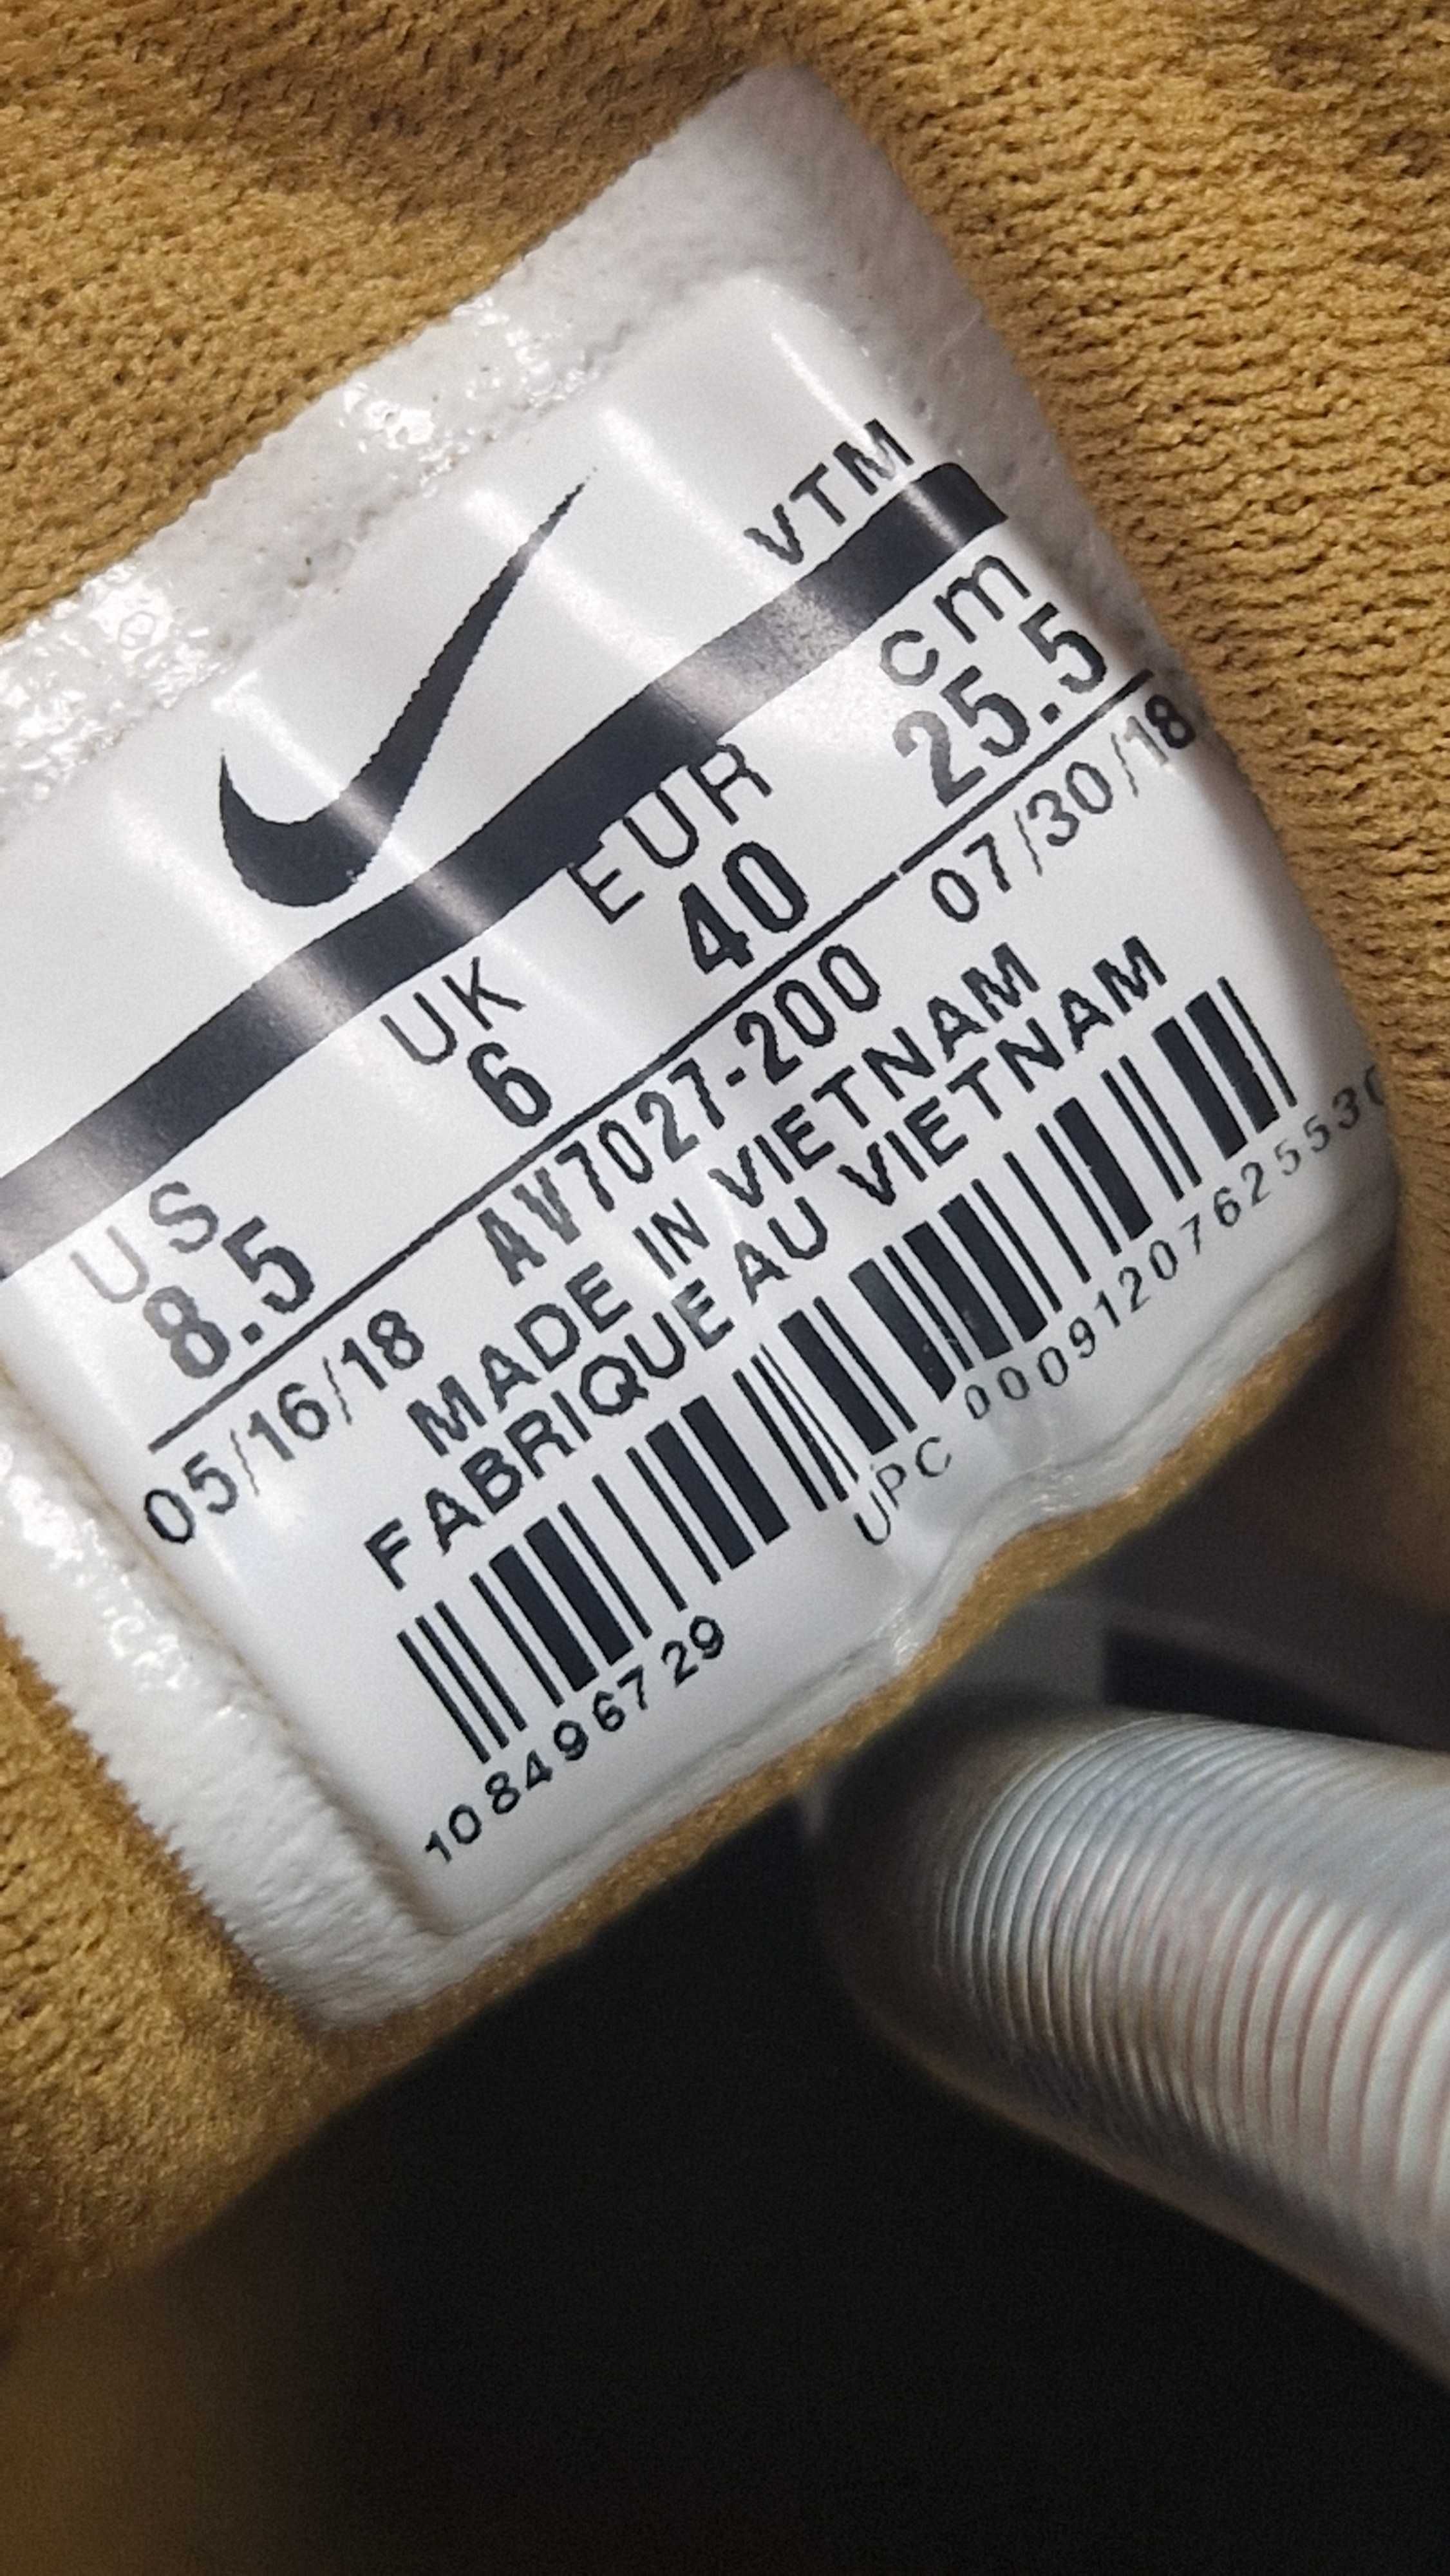 VTM
US UK EUR cm
8.5 6 40 25.5
05/16/18 AV7027-200 07/30/18
MADE IN VIETNAM
FABRIQUE AU VIETNAM
108496729 UPC 00091207625530